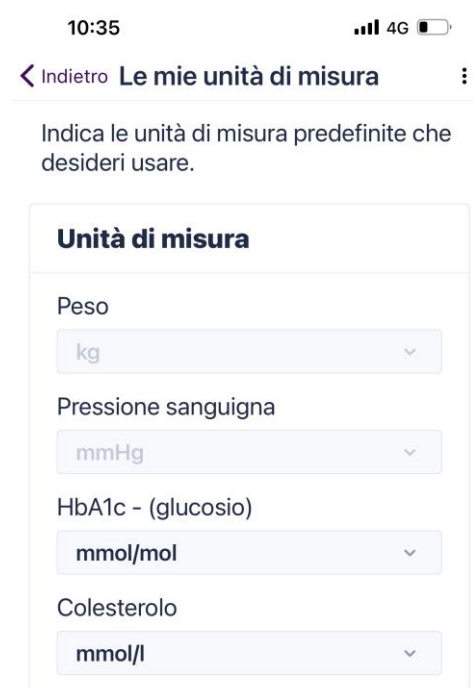 10:35 4G
Indietro Le mie unità di misura
Indica le unità di misura predefinite che
desideri usare.
Unità di misura
Peso
kg
Pressione sanguigna
mmHg
HbA1c - (glucosio)
mmol/mol
Colesterolo
mmol/l